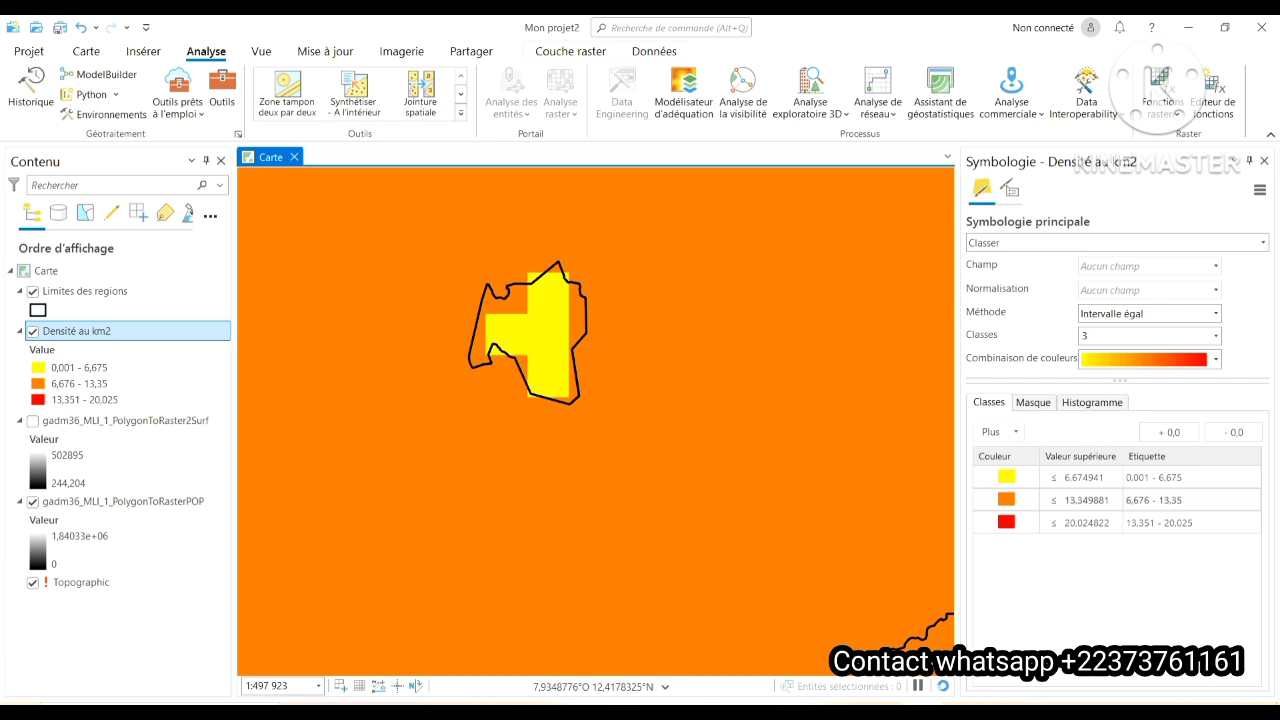 Mon projet2
Recherche de commande (Alt+Q)
Non connecté
?
Projet Carte Insérer Analyse Vue Mise à jour Imagerie Partager Couche raster Données
Historique
ModelBuilder
Python
Environnements
Géotraitement
Outils prêts à l'emploi
Outils
Zone tampon deux par deux
Synthétiser - A l'intérieur
Jointure spatiale
Outils
Analyse des entités
Analyse raster
Portail
Data Engineering
Modélisateur d'adéquation
Analyse de la visibilité
Analyse exploratoire 3D
Analyse de réseau
Assistant de géostatistiques
Analyse commerciale
Data Interoperability
Processus
Fonctions raster
Editeur de fonctions
Raster
KINEMASTER
Contenu
Rechercher
Ordre d'affichage
Carte
Limites des regions
Densité au km2
Value
0,001 - 6,675
6,676 - 13,35
13,351 - 20,025
gadm36_MLI_1_PolygonToRaster2Surf
Valeur
502895
244,204
gadm36_MLI_1_PolygonToRasterPOP
Valeur
1,84033e+06
0
! Topographic
Carte
1:497 923
7,9348776°O 12,4178325°N
Entités sélectionnées : 0
Symbologie - Densité au km2
Symbologie principale
Classer
Champ Aucun champ
Normalisation Aucun champ
Méthode Intervalle égal
Classes 3
Combinaison de couleurs
Classes Masque Histogramme
Plus + 0,0 - 0,0
Couleur Valeur supérieure Etiquette
≤ 6.674941 0,001 - 6,675
≤ 13,349881 6,676 - 13,35
≤ 20.024822 13,351 - 20,025
Contact whatsapp +22373761161